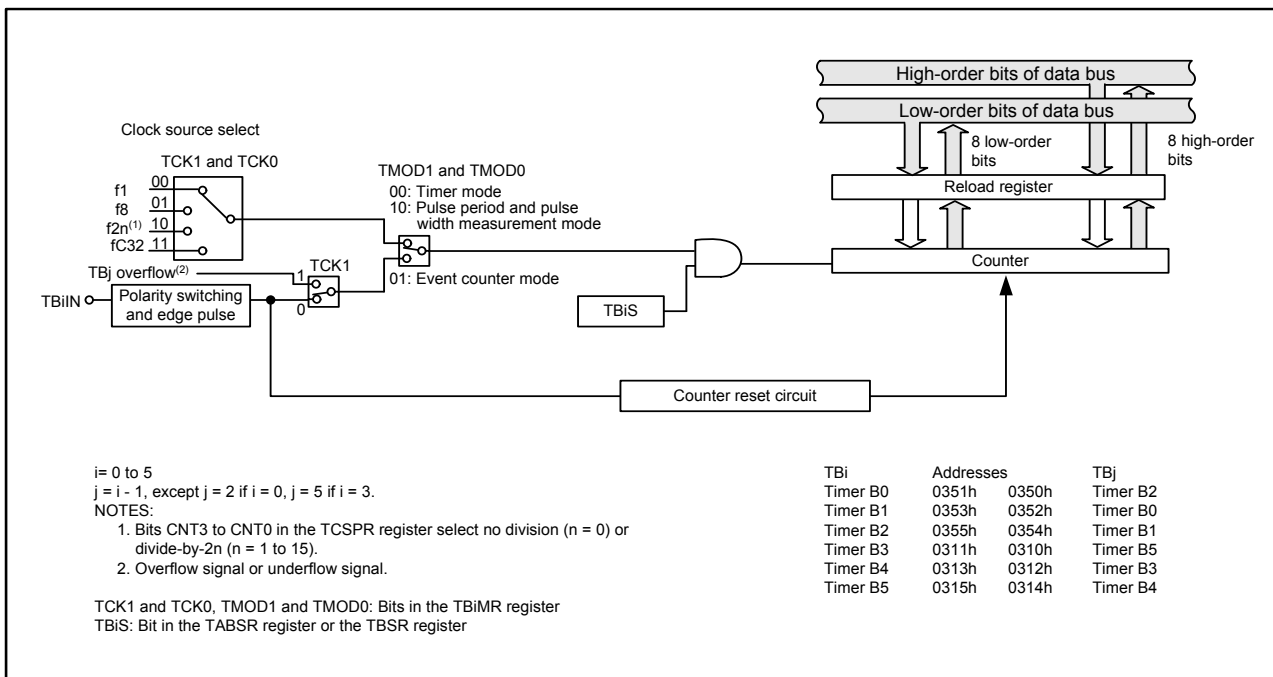 High-order bits of data bus
Low-order bits of data bus
Clock source select
8 low-order
bits
8 high-order
bits
TCK1 and TCK0
TMOD1 and TMOD0
00: Timer mode
10: Pulse period and pulse
width measurement mode
01: Event counter mode
f1 00
f8 01
f2n(1) 10
fC32 11
Reload register
Counter
TBj overflow(2)
1
TCK1
0
TBiIN
Polarity switching
and edge pulse
TBiS
Counter reset circuit
i= 0 to 5
j = i - 1, except j = 2 if i = 0, j = 5 if i = 3.
NOTES:
1. Bits CNT3 to CNT0 in the TCSPR register select no division (n = 0) or
divide-by-2n (n = 1 to 15).
2. Overflow signal or underflow signal.
TCK1 and TCK0, TMOD1 and TMOD0: Bits in the TBiMR register
TBiS: Bit in the TABSR register or the TBSR register
TBi Addresses TBj
Timer B0 0351h 0350h Timer B2
Timer B1 0353h 0352h Timer B0
Timer B2 0355h 0354h Timer B1
Timer B3 0311h 0310h Timer B5
Timer B4 0313h 0312h Timer B3
Timer B5 0315h 0314h Timer B4